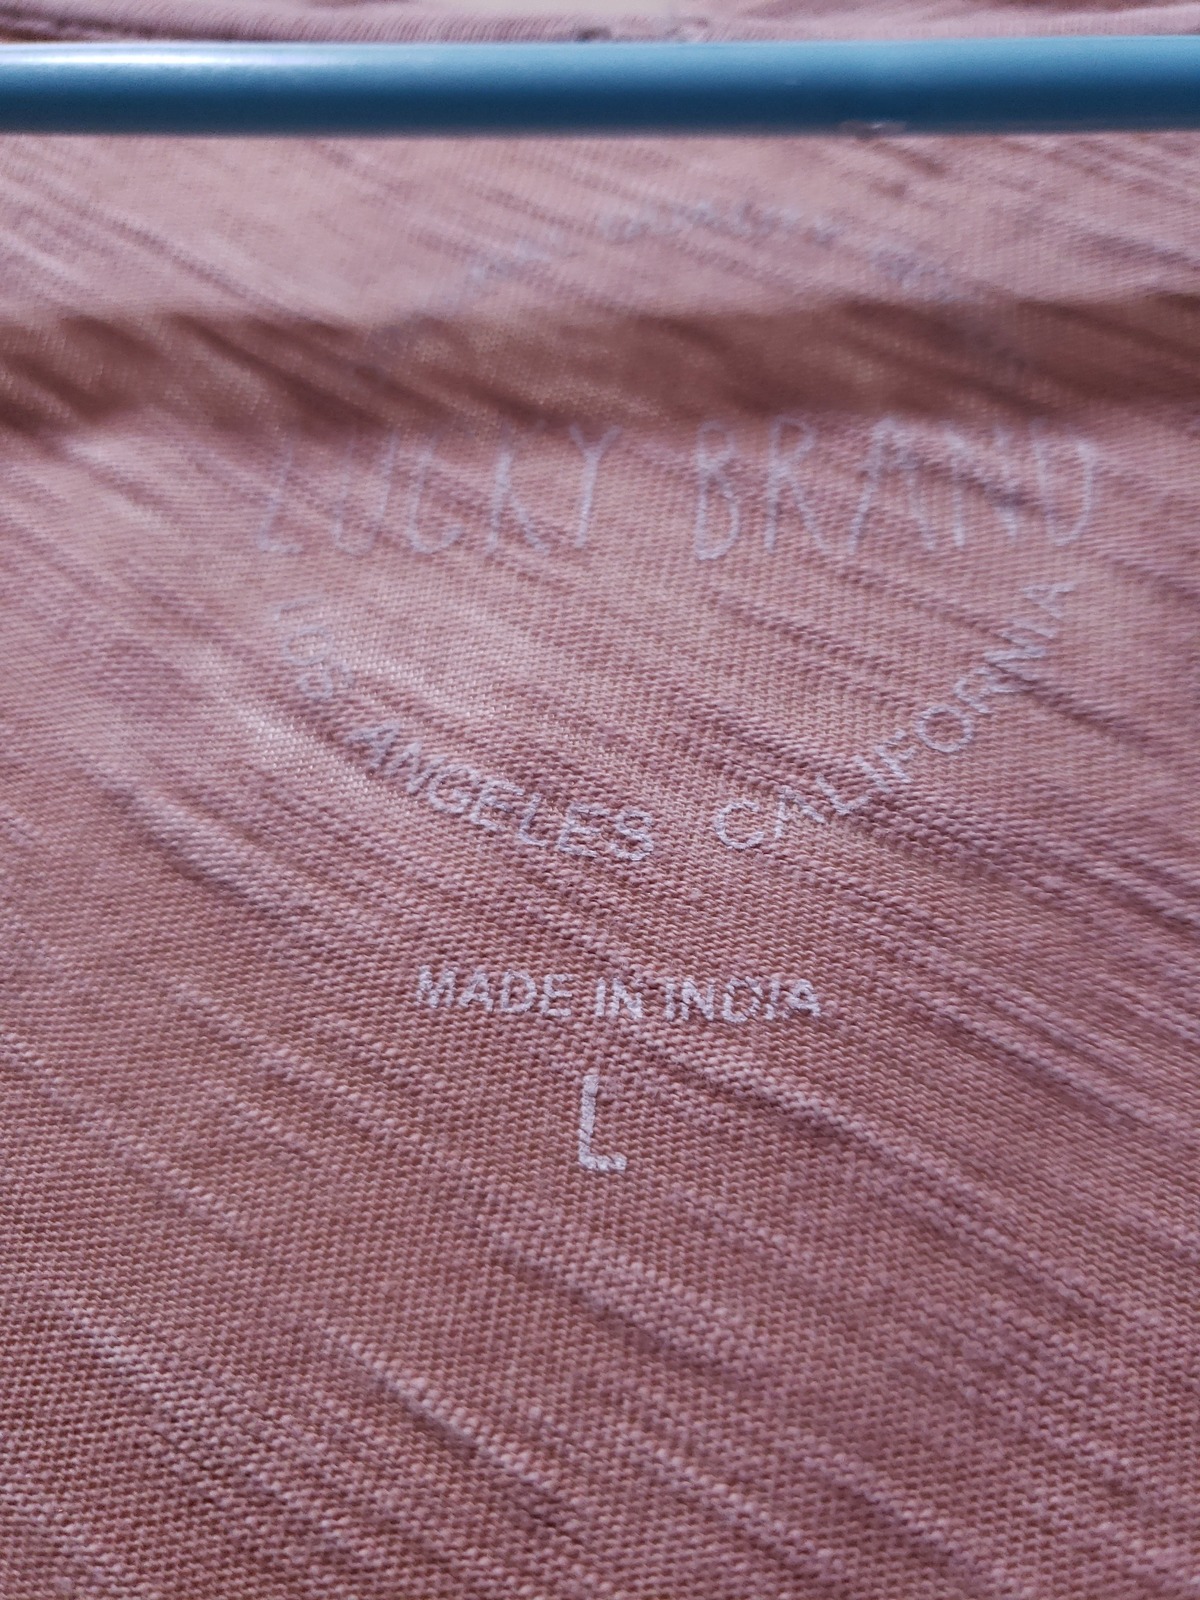 LUCKY BRAND
LOS ANGELES CALIFORNIA
MADE IN INDIA
L